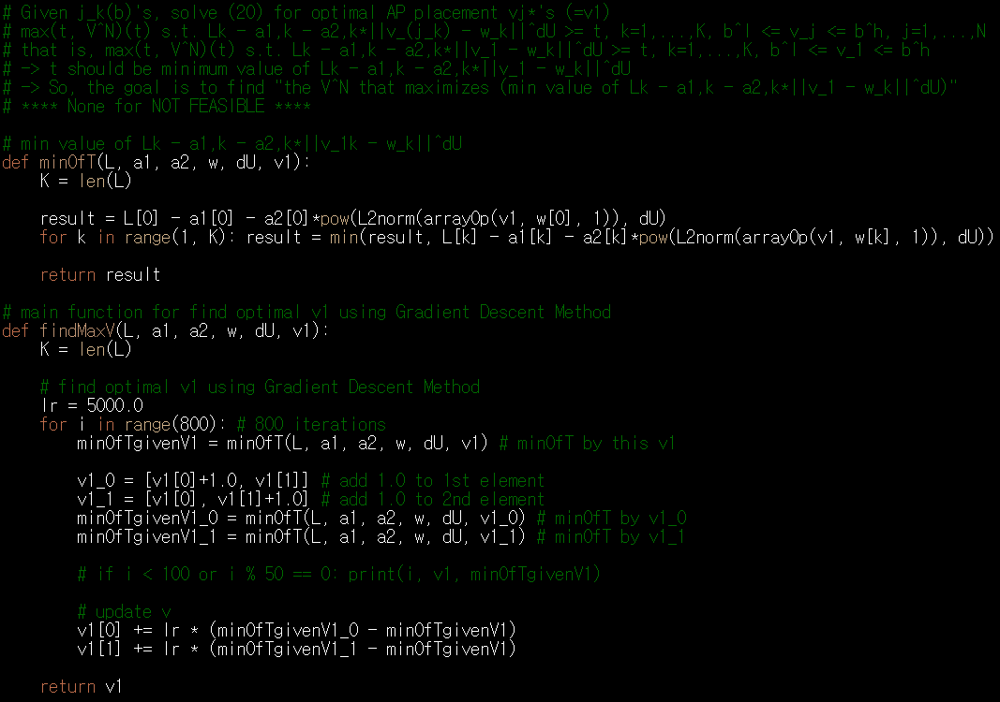 # Given j_k(b)'s, solve (20) for optimal AP placement vj*'s (=v1)
# max(t, V^N)(t) s.t. Lk - a1,k - a2,k*||v_(j_k) - w_k||^dU >= t, k=1,...,K, b^l <= v_j <= b^h, j=1,...,N
# that is, max(t, V^N)(t) s.t. Lk - a1,k - a2,k*||v_1 - w_k||^dU >= t, k=1,...,K, b^l <= v_1 <= b^h
# -> t should be minimum value of Lk - a1,k - a2,k*||v_1 - w_k||^dU
# -> So, the goal is to find "the V^N that maximizes (min value of Lk - a1,k - a2,k*||v_1 - w_k||^dU)"
# **** None for NOT FEASIBLE ****
# min value of Lk - a1,k - a2,k*||v_1k - w_k||^dU
def minOfT(L, a1, a2, w, dU, v1):
    K = len(L)
    result = L[0] - a1[0] - a2[0]*pow(L2norm(arrayOp(v1, w[0], 1)), dU)
    for k in range(1, K): result = min(result, L[k] - a1[k] - a2[k]*pow(L2norm(arrayOp(v1, w[k], 1)), dU))
    return result
# main function for find optimal v1 using Gradient Descent Method
def findMaxV(L, a1, a2, w, dU, v1):
    K = len(L)
    # find optimal v1 using Gradient Descent Method
    lr = 5000.0
    for i in range(800): # 800 iterations
        minOfTgivenV1 = minOfT(L, a1, a2, w, dU, v1) # minOfT by this v1
        v1_0 = [v1[0]+1.0, v1[1]] # add 1.0 to 1st element
        v1_1 = [v1[0], v1[1]+1.0] # add 1.0 to 2nd element
        minOfTgivenV1_0 = minOfT(L, a1, a2, w, dU, v1_0) # minOfT by v1_0
        minOfTgivenV1_1 = minOfT(L, a1, a2, w, dU, v1_1) # minOfT by v1_1
        # if i < 100 or i % 50 == 0: print(i, v1, minOfTgivenV1)
        # update v
        v1[0] += lr * (minOfTgivenV1_0 - minOfTgivenV1)
        v1[1] += lr * (minOfTgivenV1_1 - minOfTgivenV1)
    return v1